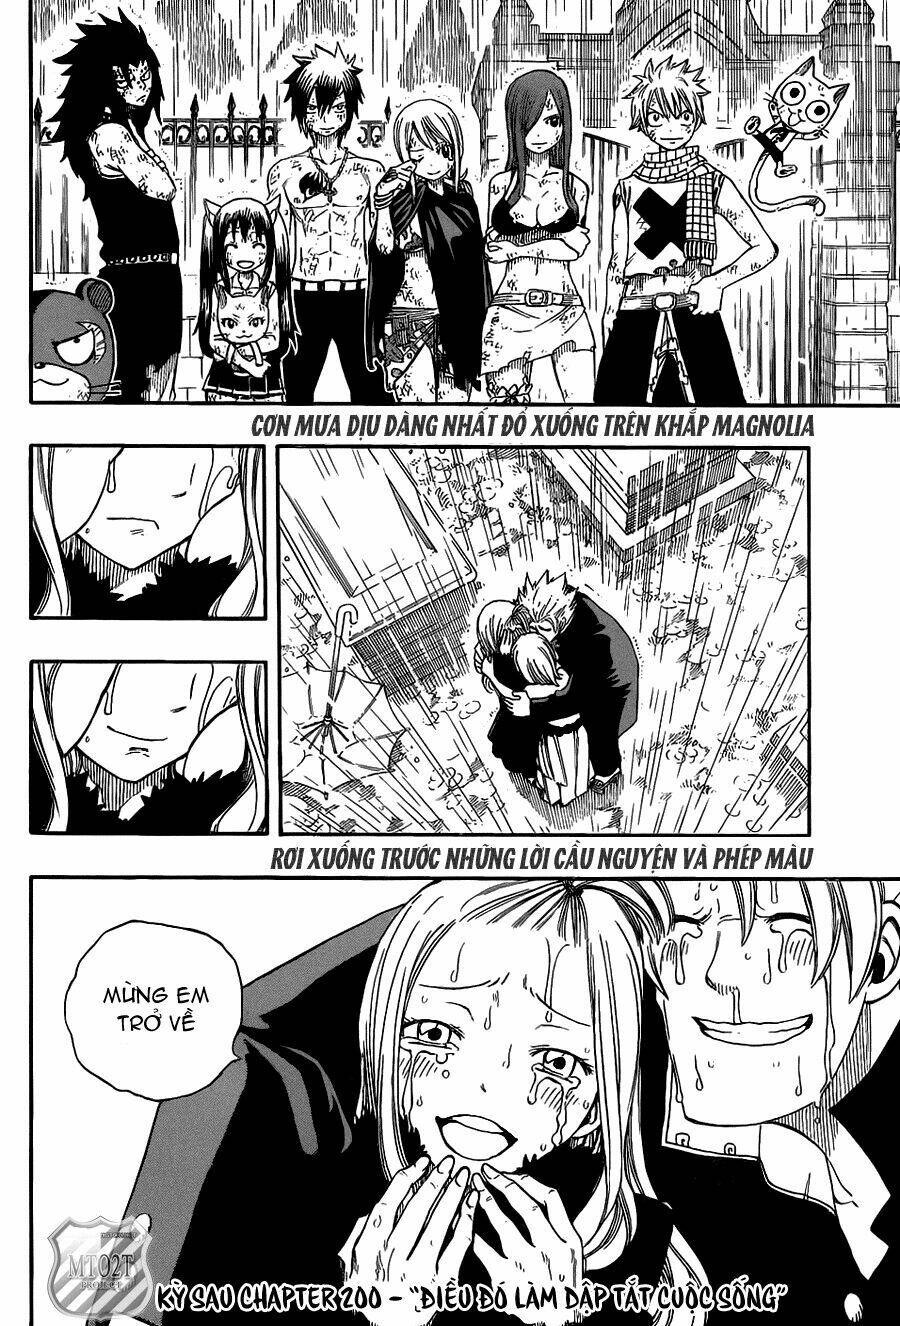 CƠN MƯA DỊU DÀNG NHẤT ĐỔ XUỐNG TRÊN KHẮP MAGNOLIA
RƠI XUỐNG TRƯỚC NHỮNG LỜI CẦU NGUYỆN VÀ PHÉP MÀU
MỪNG EM
TRỞ VỀ
MT02T
PROJECT
KỲ SAU CHAPTER 200 - "ĐIỀU ĐÓ LÀM DẬP TẮT CUỘC SỐNG"